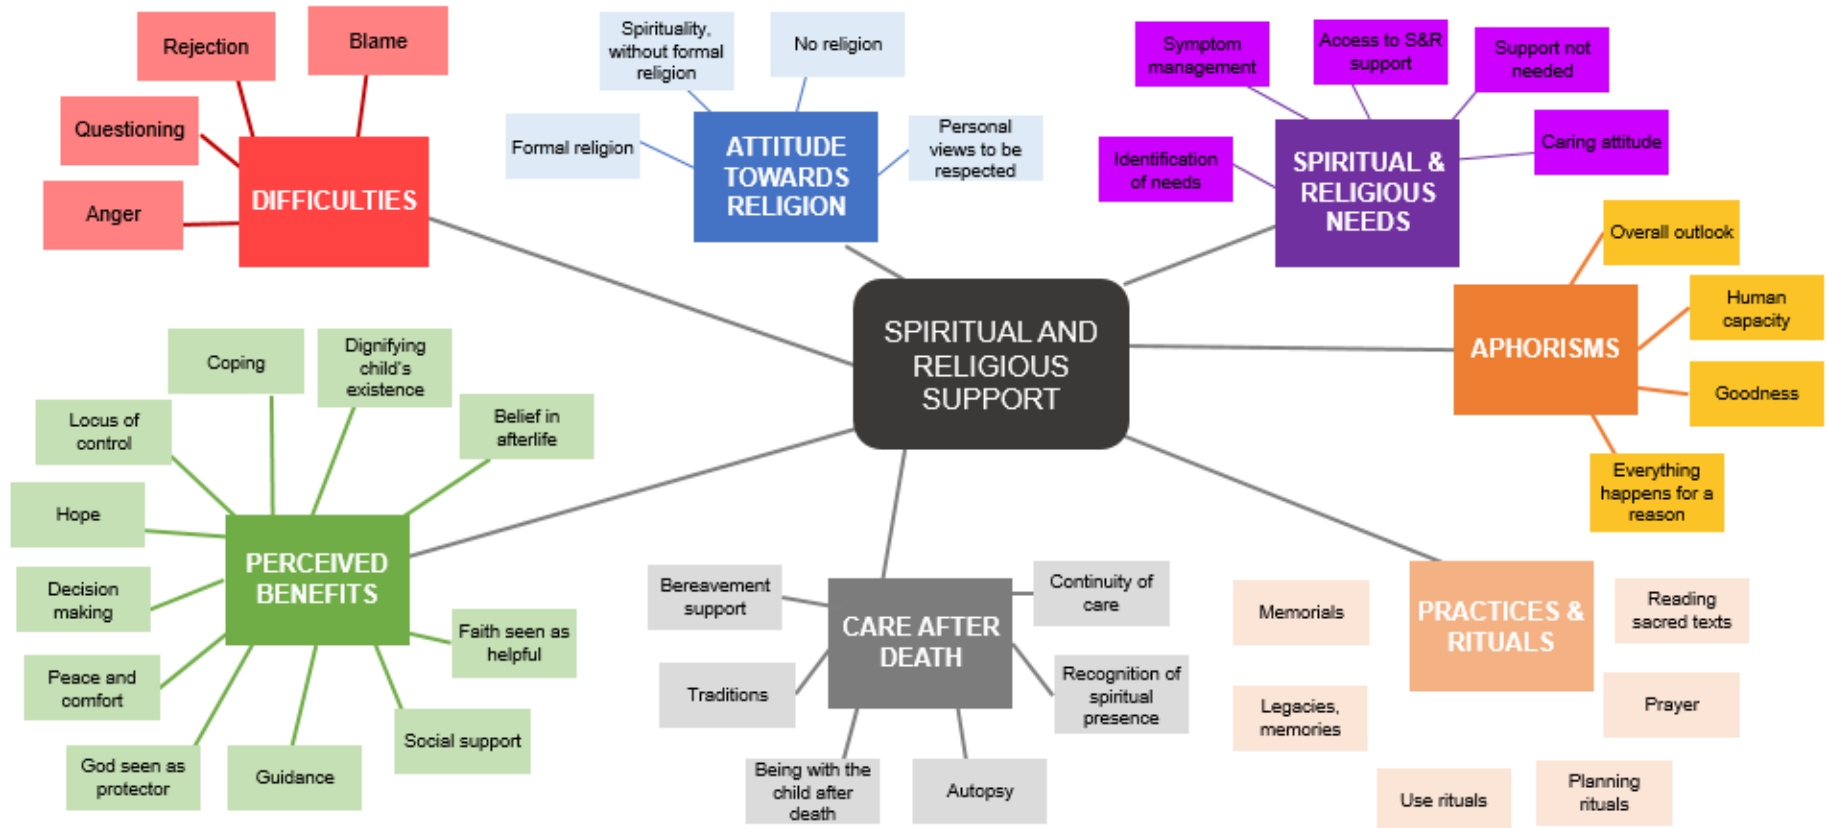 Rejection
Blame
Questioning
Anger
DIFFICULTIES
Spirituality,
without formal
religion
No religion
Formal religion
Personal
views to be
respected
ATTITUDE
TOWARDS
RELIGION
Symptom
management
Access to S&R
support
Support not
needed
Identification
of needs
Caring attitude
SPIRITUAL &
RELIGIOUS
NEEDS
Overall outlook
Human
capacity
Goodness
Everything
happens for a
reason
APHORISMS
SPIRITUAL AND
RELIGIOUS
SUPPORT
Coping
Dignifying
child's
existence
Locus of
control
Belief in
afterlife
Hope
Decision
making
Peace and
comfort
God seen as
protector
Guidance
Social support
Faith seen as
helpful
PERCEIVED
BENEFITS
Bereavement
support
Continuity of
care
Traditions
Recognition of
spiritual
presence
Being with the
child after
death
Autopsy
CARE AFTER
DEATH
Memorials
Reading
sacred texts
Legacies,
memories
Prayer
Use rituals
Planning
rituals
PRACTICES &
RITUALS